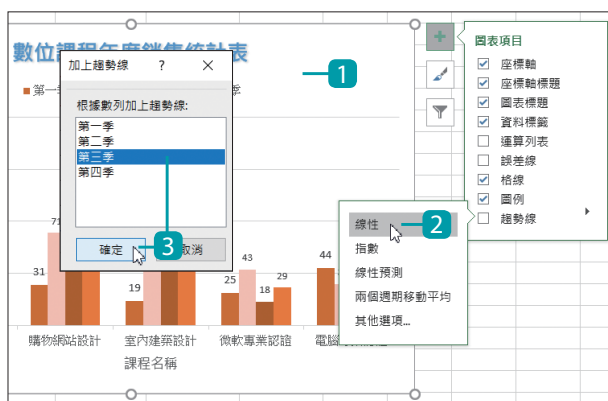 數位課程年度銷售統計表
加上趨勢線 ? ×
根據數列加上趨勢線:
第一季
第二季
第三季
第四季
確定
取消
■ 第一
季
71
31
19
25
43
18
29
44
購物網站設計
室內建築設計
微軟專業認證
電腦
課程名稱
1
2
3
圖表項目
座標軸
座標軸標題
圖表標題
資料標籤
運算列表
誤差線
格線
圖例
趨勢線
線性
指數
線性預測
兩個週期移動平均
其他選項...